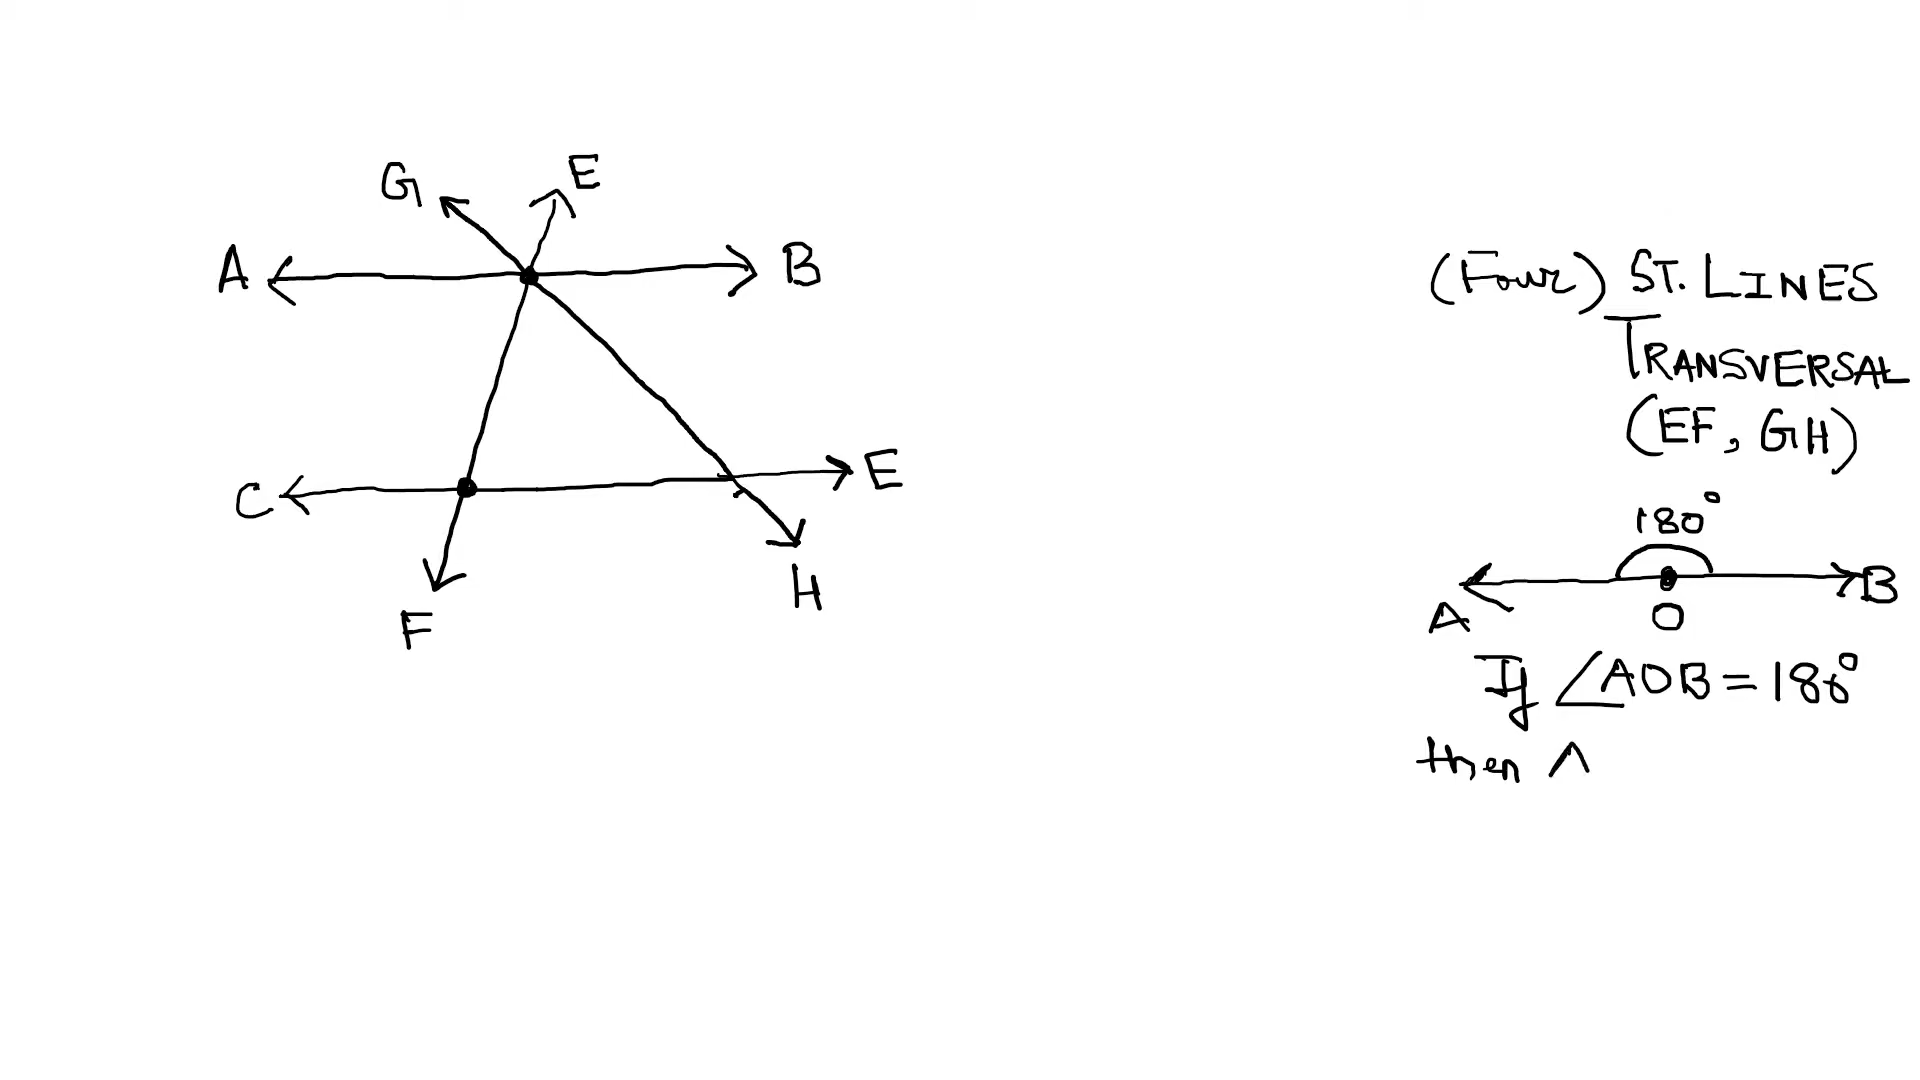 G E
A B
C E
F H
(Four) ST. LINES
TRANSVERSAL
(EF, GH)
180°
A O B
If ∠AOB = 180°
then A